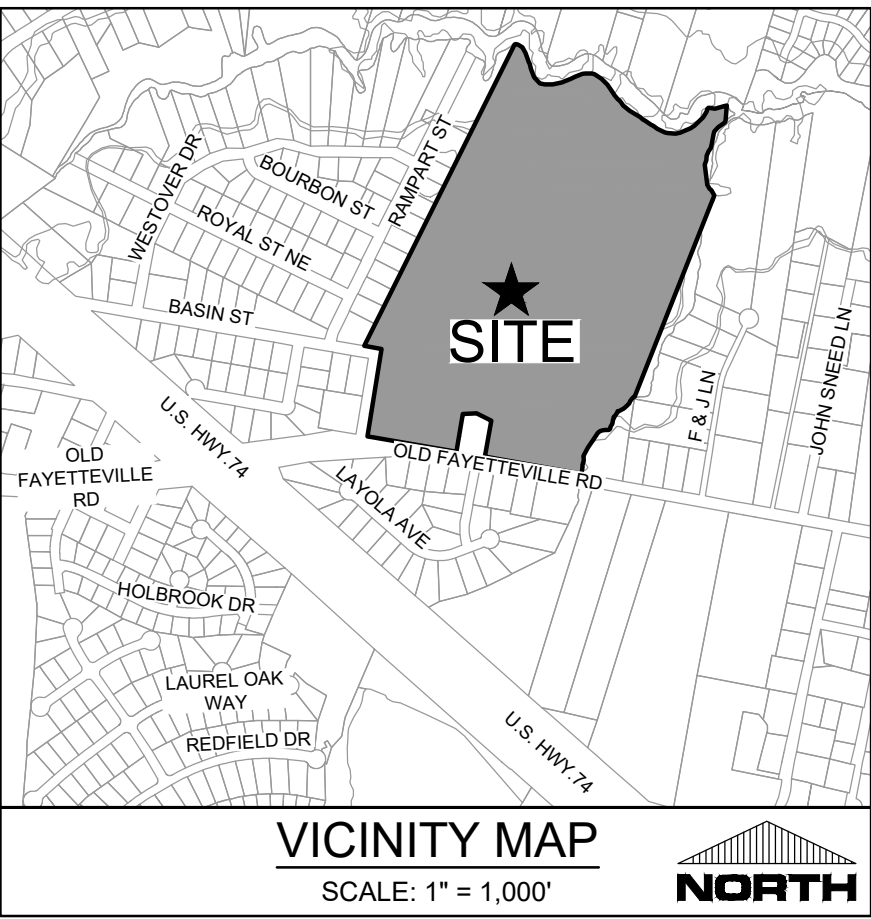 RAMPART ST
WESTOVER DR
BOURBON ST
ROYAL ST NE
BASIN ST
SITE
JOHN SNEED LN
F & J LN
U.S. HWY.74
OLD
FAYETTEVILLE
RD
OLD FAYETTEVILLE RD
LAYOLA AVE
HOLBROOK DR
LAUREL OAK
WAY
REDFIELD DR
U.S. HWY.74
VICINITY MAP
SCALE: 1" = 1,000'
NORTH